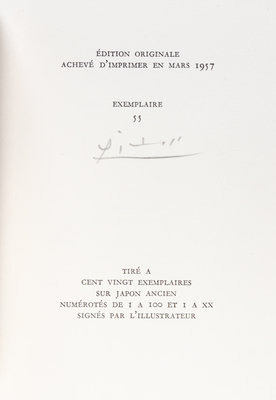 ÉDITION ORIGINALE
ACHEVÉ D'IMPRIMER EN MARS 1957
EXEMPLAIRE
55
TIRÉ A
CENT VINGT EXEMPLAIRES
SUR JAPON ANCIEN
NUMÉROTÉS DE 1 A 100 ET I A XX
SIGNÉS PAR L'ILLUSTRATEUR